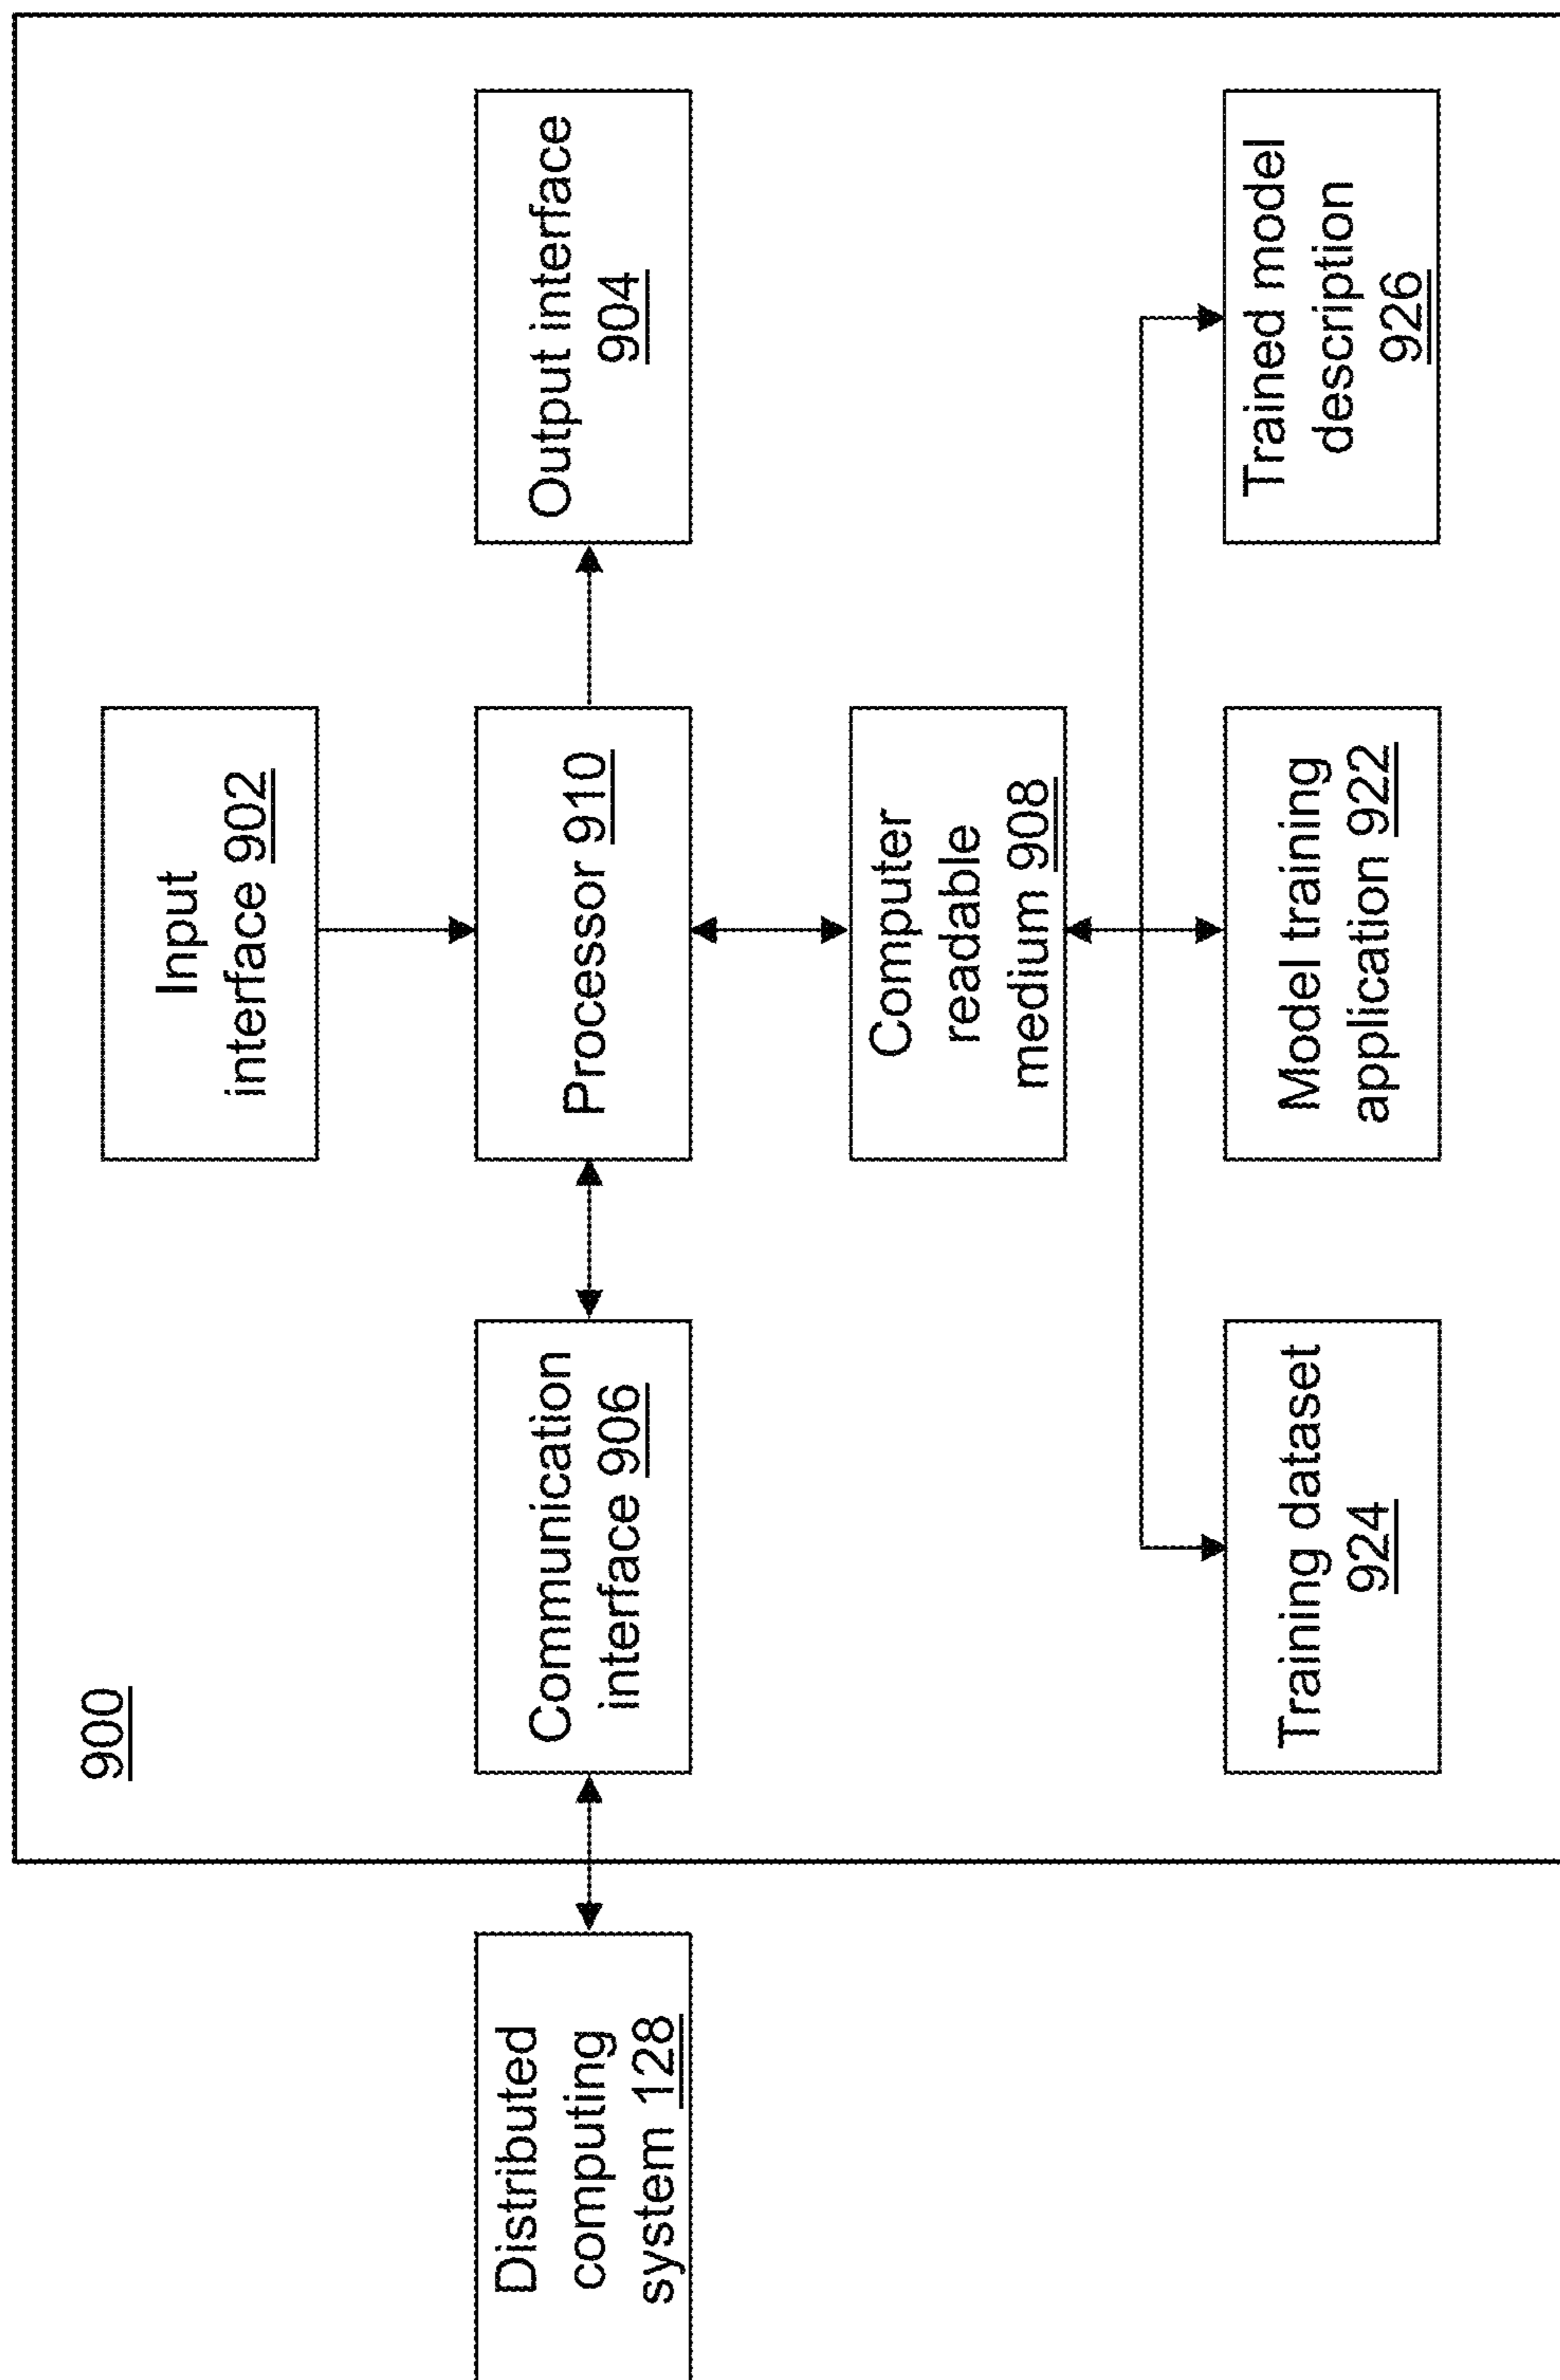 900
Input
interface 902
Distributed
computing
system 128
Communication
interface 906
Processor 910
Output interface
904
Computer
readable
medium 908
Training dataset
924
Model training
application 922
Trained model
description
926